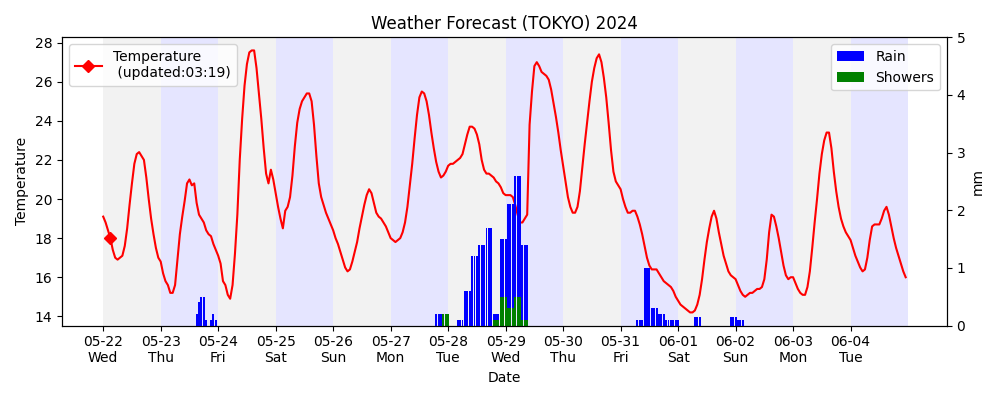 Weather Forecast (TOKYO) 2024
Temperature
(updated:03:19)
Rain
Showers
Temperature
28
26
24
22
20
18
16
14
5
4
3
2
1
0
mm
05-22 05-23 05-24 05-25 05-26 05-27 05-28 05-29 05-30 05-31 06-01 06-02 06-03 06-04
Wed Thu Fri Sat Sun Mon Tue Wed Thu Fri Sat Sun Mon Tue
Date